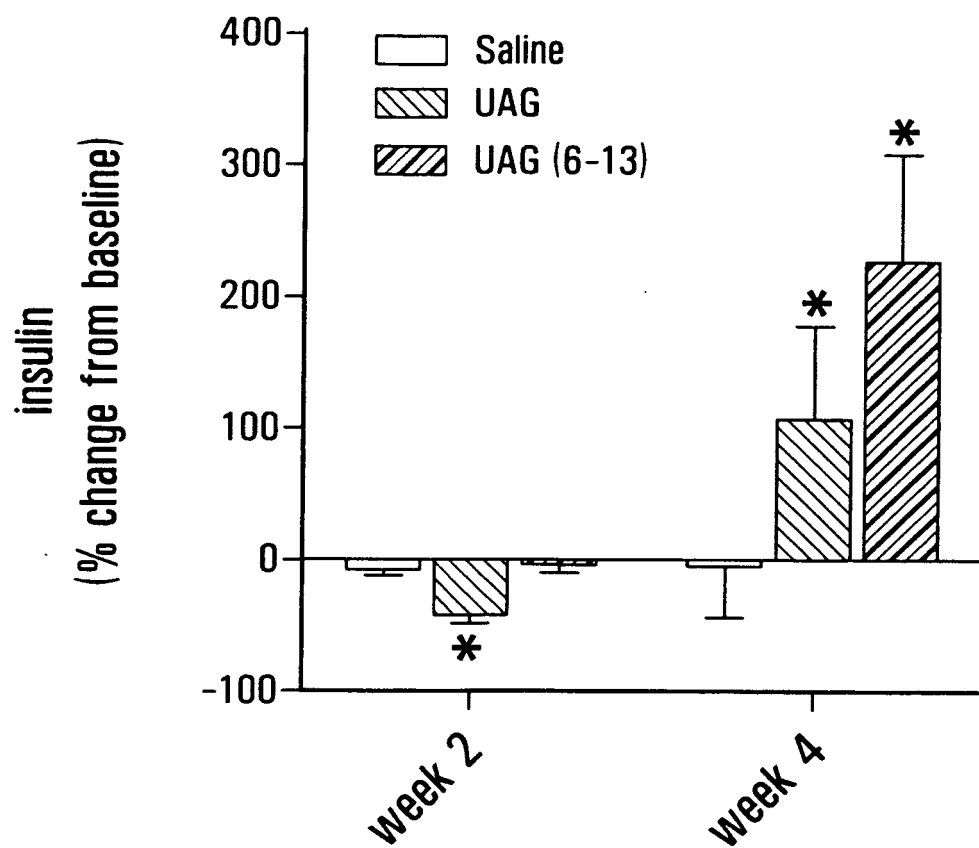 400
300
200
100
0
-100
insulin
(% change from baseline)
Saline
UAG
UAG (6-13)
*
*
*
week 2
week 4